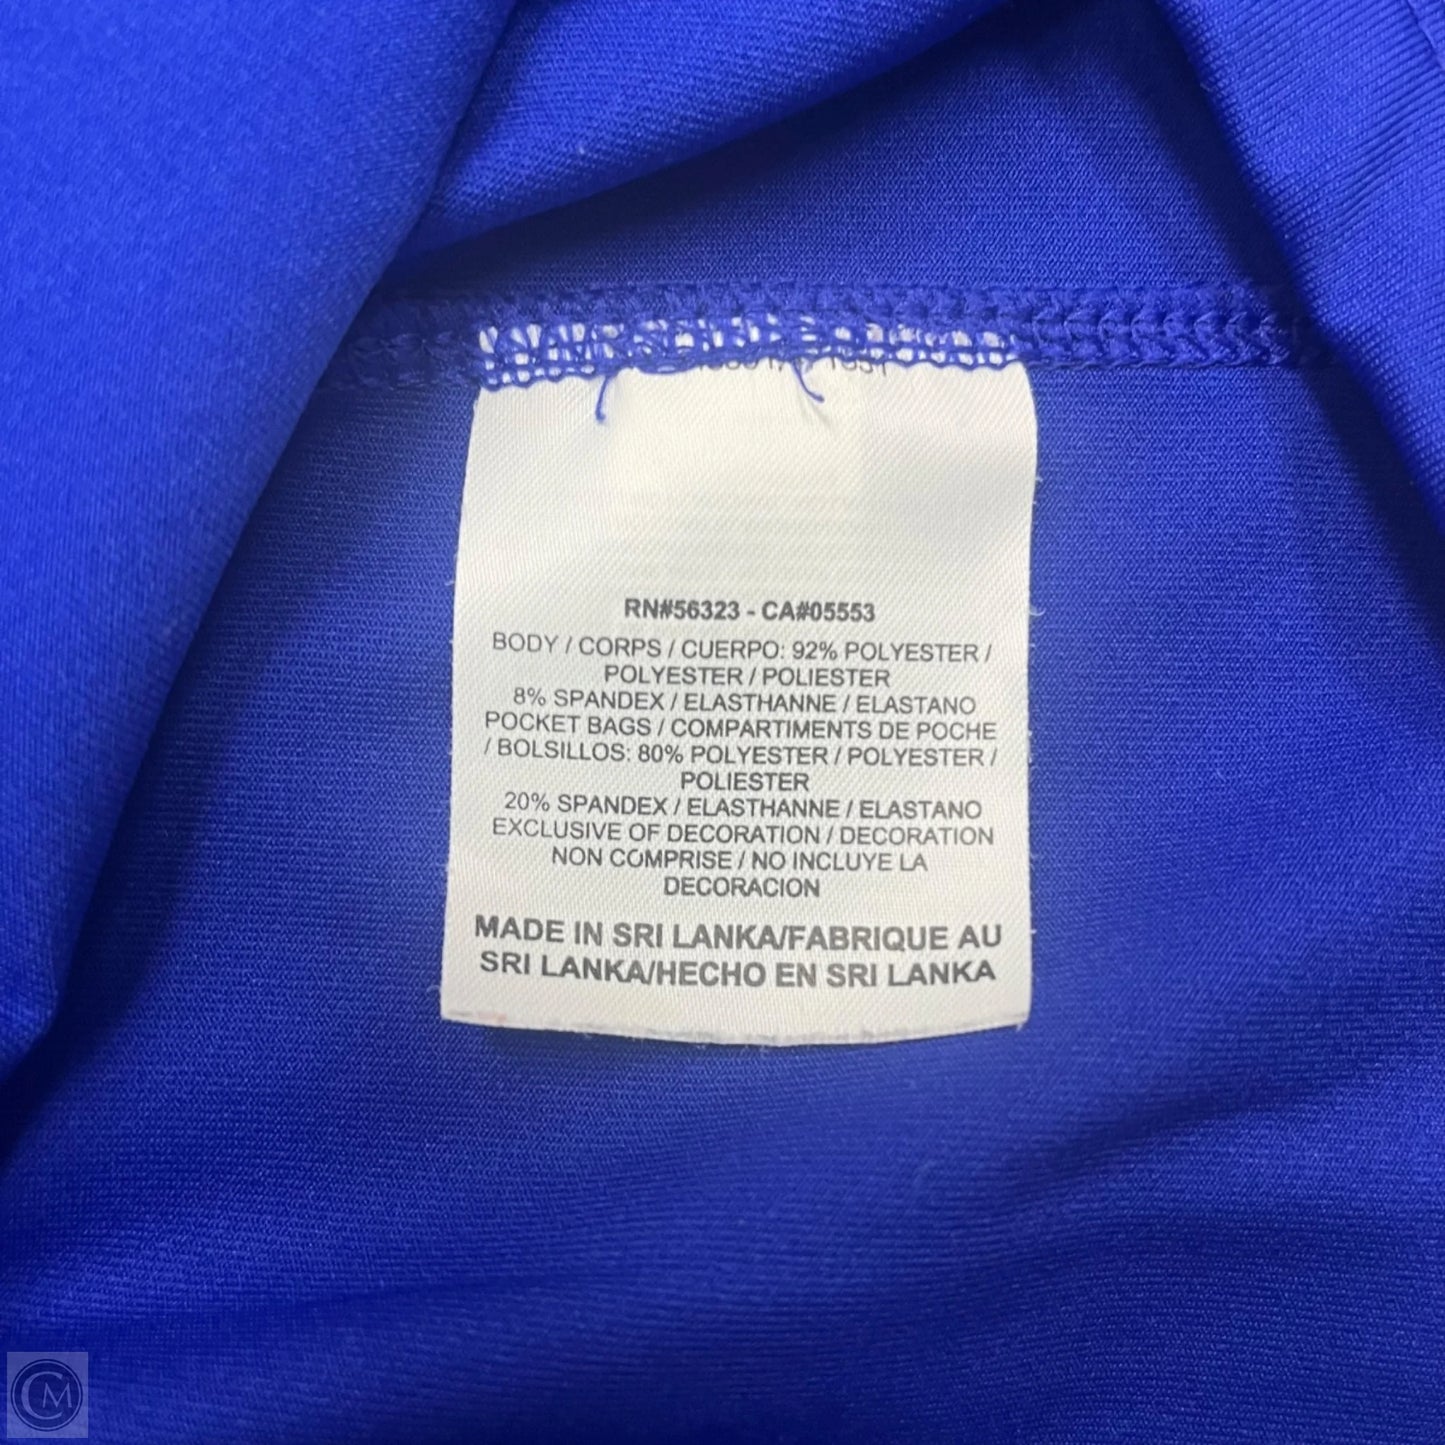 RN#56323 - CA#05553
BODY / CORPS / CUERPO: 92% POLYESTER /
POLYESTER / POLIESTER
8% SPANDEX / ELASTHANNE / ELASTANO
POCKET BAGS / COMPARTIMENTS DE POCHE
/ BOLSILLOS: 80% POLYESTER / POLYESTER /
POLIESTER
20% SPANDEX / ELASTHANNE / ELASTANO
EXCLUSIVE OF DECORATION / DECORATION
NON COMPRISE / NO INCLUYE LA
DECORACION
MADE IN SRI LANKA/FABRIQUE AU
SRI LANKA/HECHO EN SRI LANKA
CM